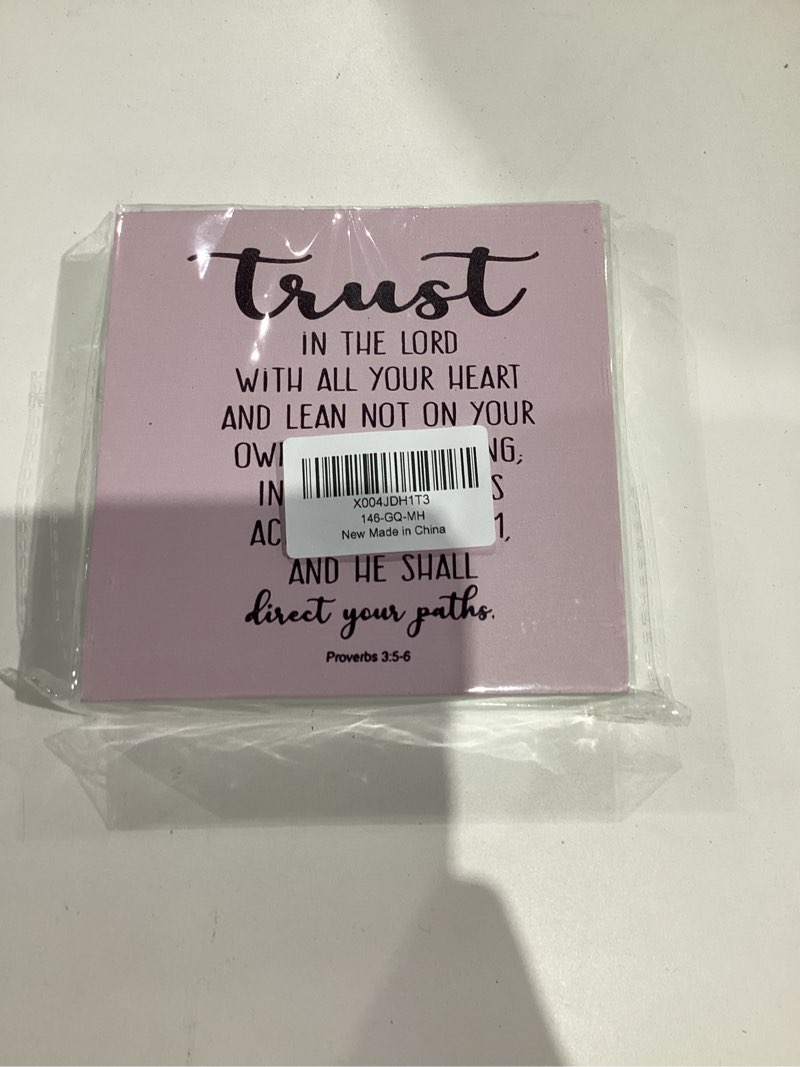 trust
IN THE LORD
WITH ALL YOUR HEART
AND LEAN NOT ON YOUR
X004JDH1T3
146-GQ-MH
New Made in China
AND HE SHALL
direct your paths.
Proverbs 3:5-6